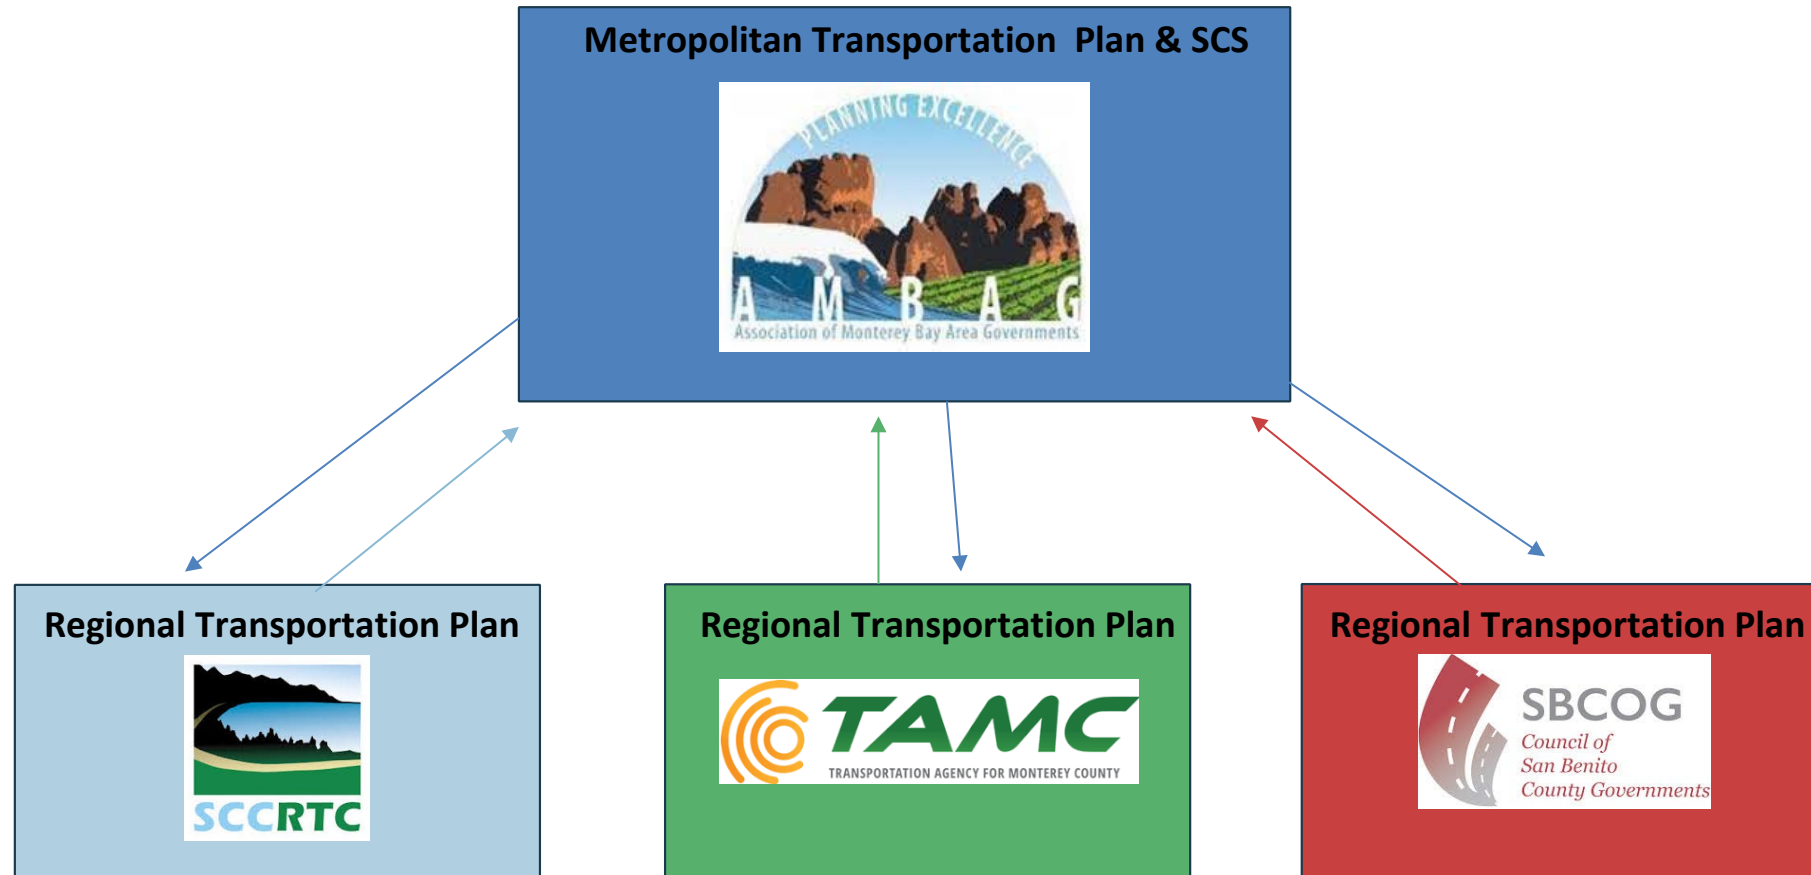 Metropolitan Transportation Plan & SCS
PLANNING EXCELLENCE
AMBAG
Association of Monterey Bay Area Governments
Regional Transportation Plan
SCCRTC
Regional Transportation Plan
TAMC
TRANSPORTATION AGENCY FOR MONTEREY COUNTY
Regional Transportation Plan
SBCOG
Council of
San Benito
County Governments